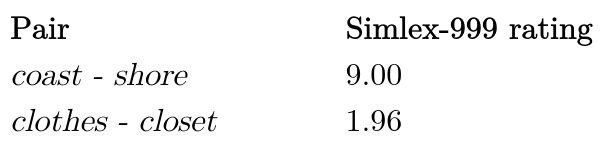 Pair Simlex-999 rating
coast - shore 9.00
clothes - closet 1.96